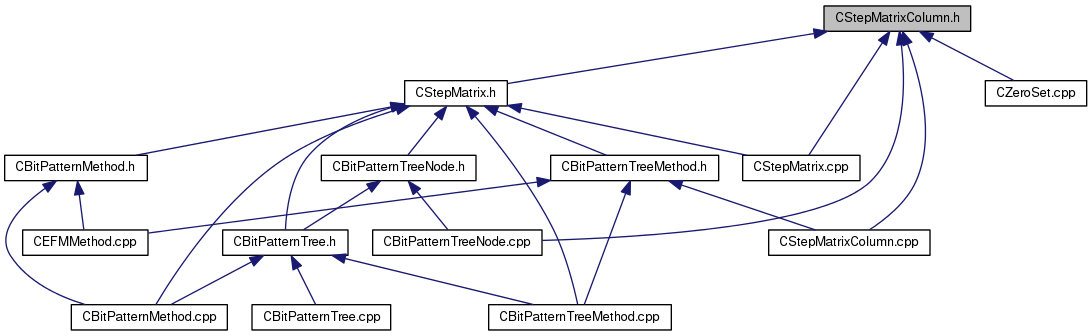 CStepMatrixColumn.h
CStepMatrix.h
CZeroSet.cpp
CBitPatternMethod.h
CBitPatternTreeNode.h
CBitPatternTreeMethod.h
CStepMatrix.cpp
CEFMMethod.cpp
CBitPatternTree.h
CBitPatternTreeNode.cpp
CStepMatrixColumn.cpp
CBitPatternMethod.cpp
CBitPatternTree.cpp
CBitPatternTreeMethod.cpp